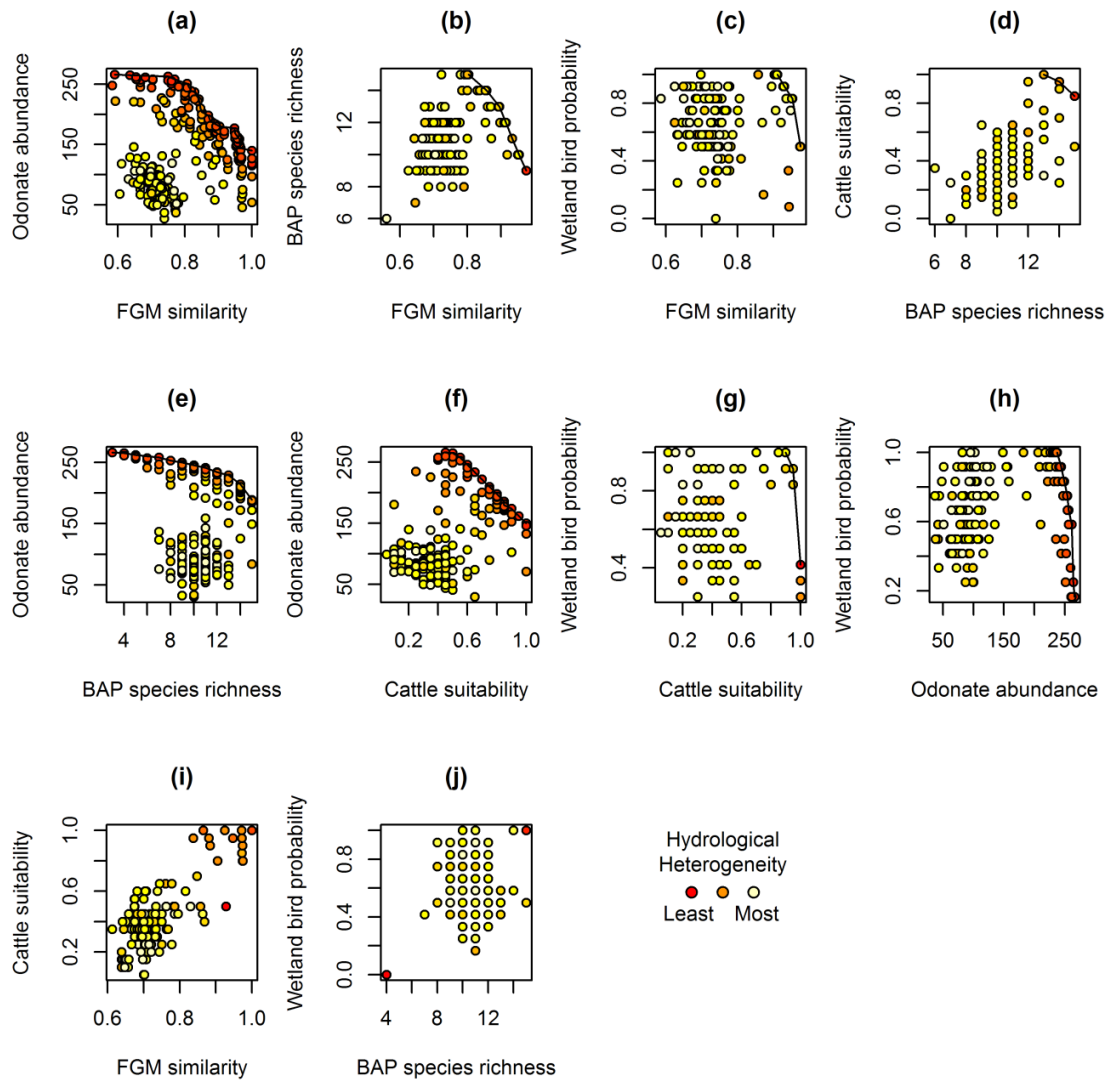 (a)
Odonate abundance
50 150 250
0.6 0.8 1.0
FGM similarity
(b)
BAP species richness
6 8 10 12
0.6 0.8
FGM similarity
(c)
Wetland bird probability
0.0 0.4 0.8
0.6 0.8
FGM similarity
(d)
Cattle suitability
0.0 0.4 0.8
6 8 12
BAP species richness
(e)
Odonate abundance
50 150 250
4 8 12
BAP species richness
(f)
Odonate abundance
50 150 250
0.2 0.6 1.0
Cattle suitability
(g)
Wetland bird probability
0.4 0.8
0.2 0.6 1.0
Cattle suitability
(h)
Wetland bird probability
0.2 0.6 1.0
50 150 250
Odonate abundance
(i)
Cattle suitability
0.2 0.6 1.0
0.6 0.8 1.0
FGM similarity
(j)
Wetland bird probability
0.0 0.4 0.8
4 8 12
BAP species richness
Hydrological
Heterogeneity
Least Most